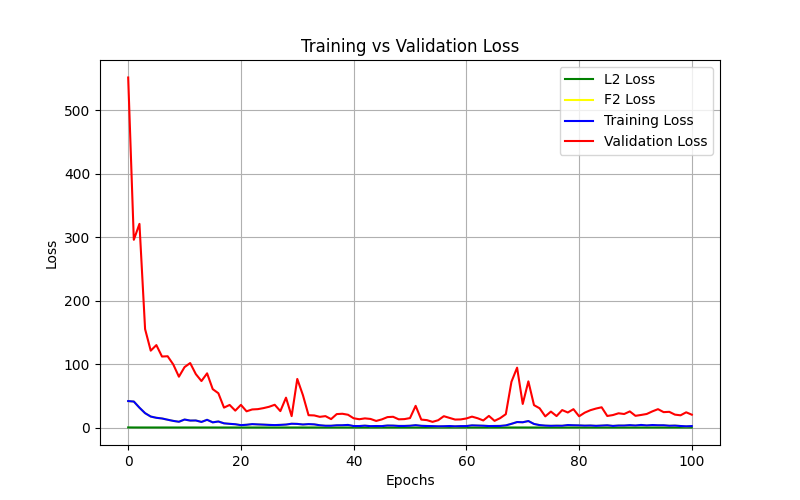 Training vs Validation Loss
L2 Loss
F2 Loss
Training Loss
Validation Loss
500
400
300
200
100
0
Loss
0 20 40 60 80 100
Epochs